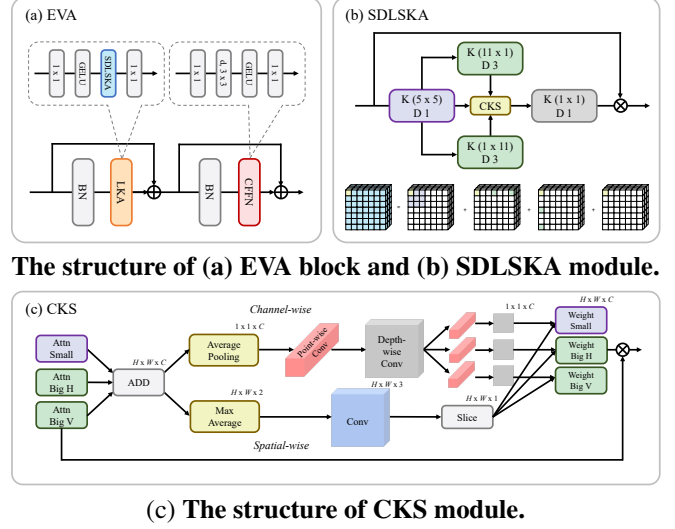 (a) EVA
1 x 1
GELU
SDLSKA
1 x 1
1 x 1
d, 3 x 3
GELU
1 x 1
BN
LKA
BN
CFFN
(b) SDLSKA
K (11 x 1)
D 3
K (5 x 5)
D 1
CKS
K (1 x 1)
D 1
K (1 x 11)
D 3
The structure of (a) EVA block and (b) SDLSKA module.
(c) CKS
Channel-wise
Attn
Small
Attn
Big H
Attn
Big V
H x W x C
ADD
1 x 1 x C
Average
Pooling
Point-wise
Conv
Depth-
wise
Conv
1 x 1 x C
H x W x C
Weight
Small
Weight
Big H
Weight
Big V
H x W x 2
Max
Average
H x W x 3
Conv
H x W x 1
Slice
Spatial-wise
(c) The structure of CKS module.